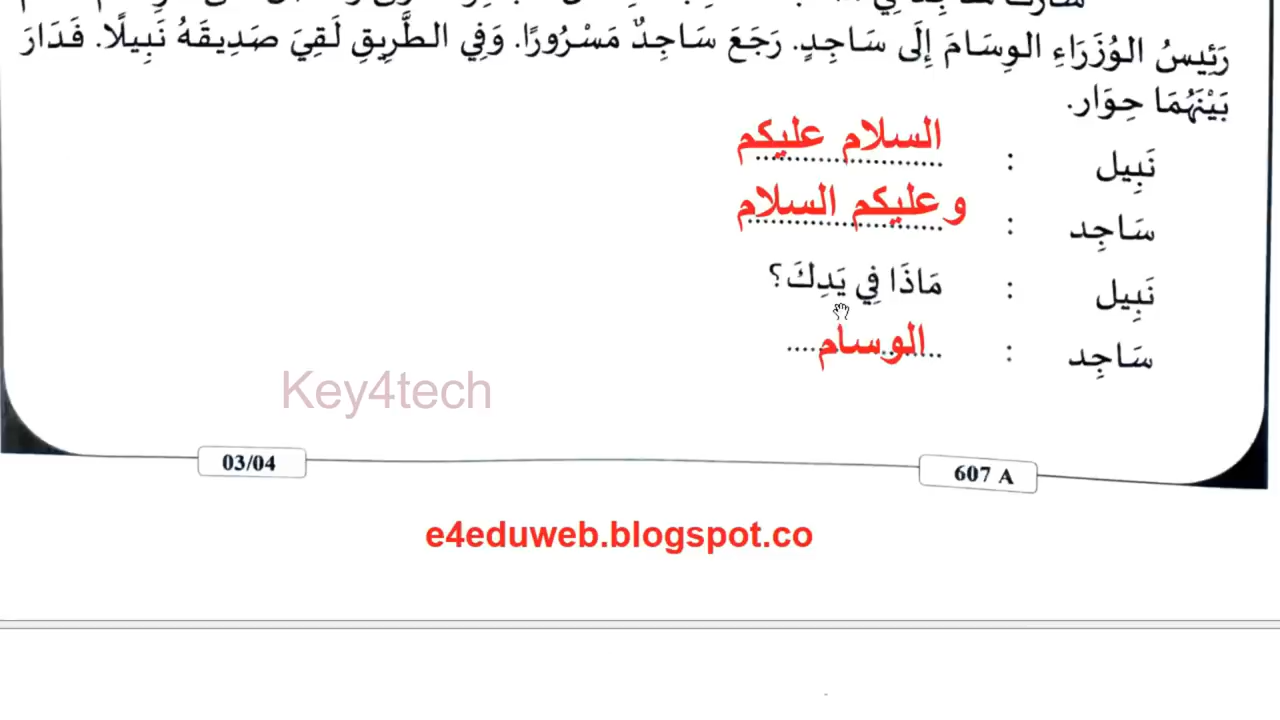 رَئِيسُ الوُزَرَاءِ الوِسَامَ إِلَى سَاجِدٍ. رَجَعَ سَاجِدٌ مَسْرُورًا. وَفِي الطَّرِيقِ لَقِيَ صَدِيقَهُ نَبِيلًا. فَدَارَ
بَيْنَهُمَا حِوَار.
نَبِيل : السلام عليكم
سَاجِد : وعليكم السلام
نَبِيل : مَاذَا فِي يَدِكَ؟
سَاجِد : الوسام....
Key4tech
03/04
607 A
e4eduweb.blogspot.co